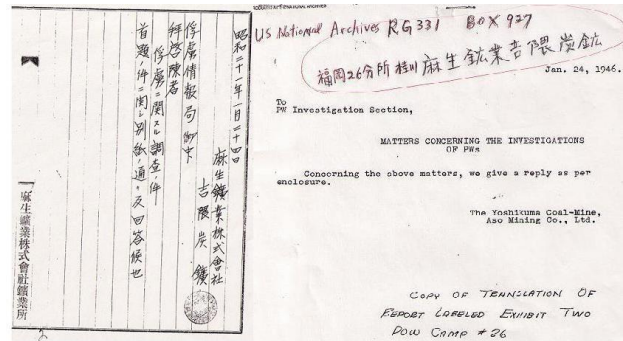 US National Archives RG 331 BOX 927
福岡26分所 桂川 麻生鉱業吉隈炭鉱
Jan. 24, 1946.
To
PW Investigation Section,
MATTERS CONCERNING THE INVESTIGATIONS
OF PWs
Concerning the above matters, we give a reply as per
enclosure.
The Yoshikuma Coal-Mine,
Aso Mining Co., Ltd.
COPY OF TRANSLATION OF
REPORT LABELED EXHIBIT TWO
POW CAMP #26
昭和二十一年一月二十四日
麻生鑛業株式會社
吉隈炭鑛
俘虜情報局御中
拝啓陳者
俘虜ニ関スル調査ノ件
首題ノ件ニ関シ別紙ノ通リ及回答候也
麻生鑛業株式會社鑛業所